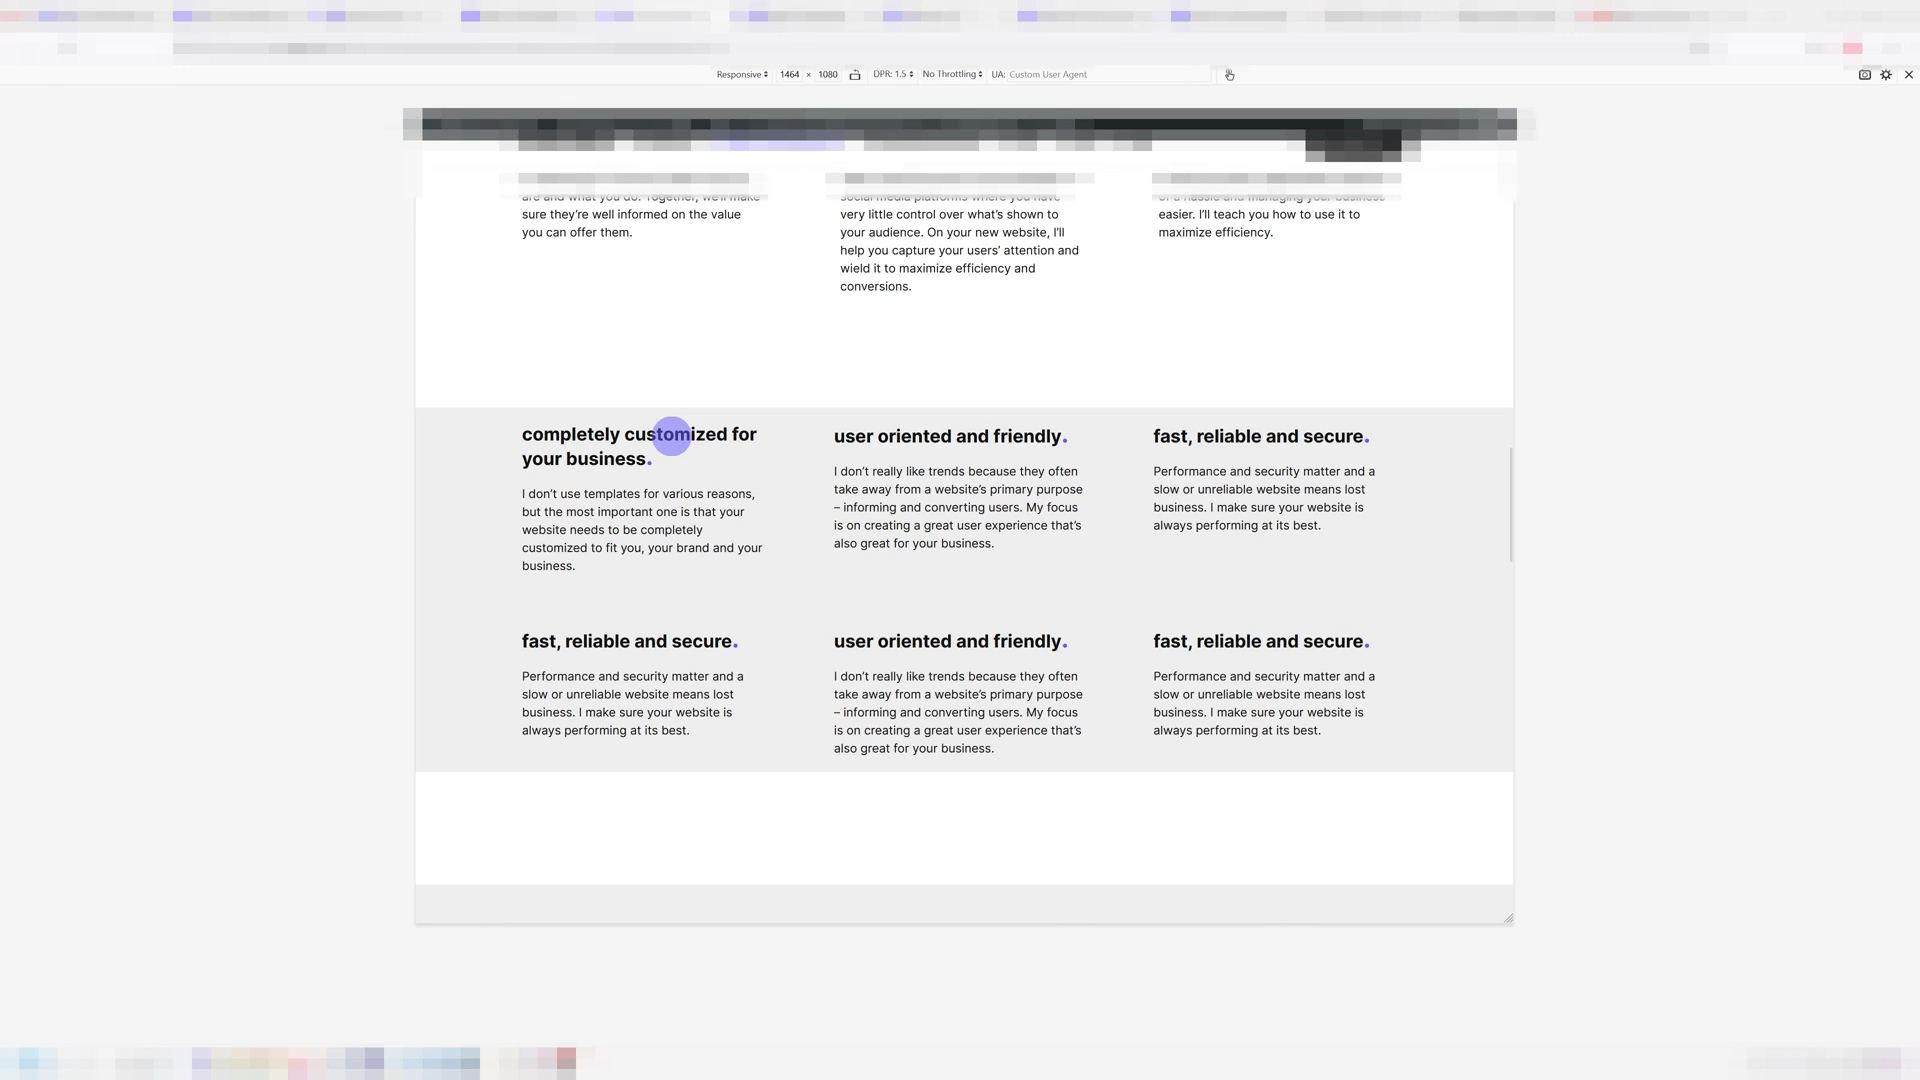 Responsive 1464 × 1080 DPR: 1.5 No Throttling UA: Custom User Agent
are and what you do. Together, we'll make
sure they're well informed on the value
you can offer them.
social media platforms where you have
very little control over what's shown to
your audience. On your new website, I'll
help you capture your users' attention and
wield it to maximize efficiency and
conversions.
of a hassle and managing your business
easier. I'll teach you how to use it to
maximize efficiency.
completely customized for
your business.
I don't use templates for various reasons,
but the most important one is that your
website needs to be completely
customized to fit you, your brand and your
business.
user oriented and friendly.
I don't really like trends because they often
take away from a website's primary purpose
– informing and converting users. My focus
is on creating a great user experience that's
also great for your business.
fast, reliable and secure.
Performance and security matter and a
slow or unreliable website means lost
business. I make sure your website is
always performing at its best.
fast, reliable and secure.
Performance and security matter and a
slow or unreliable website means lost
business. I make sure your website is
always performing at its best.
user oriented and friendly.
I don't really like trends because they often
take away from a website's primary purpose
– informing and converting users. My focus
is on creating a great user experience that's
also great for your business.
fast, reliable and secure.
Performance and security matter and a
slow or unreliable website means lost
business. I make sure your website is
always performing at its best.